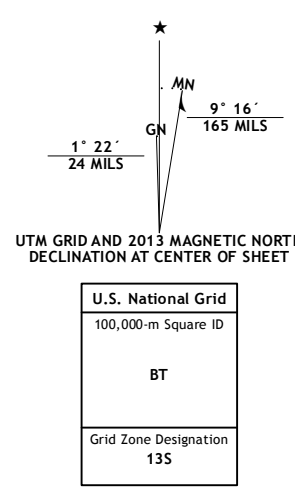 ★
MN
9° 16´
165 MILS
GN
1° 22´
24 MILS
UTM GRID AND 2013 MAGNETIC NORTH
DECLINATION AT CENTER OF SHEET
U.S. National Grid
100,000-m Square ID
BT
Grid Zone Designation
13S